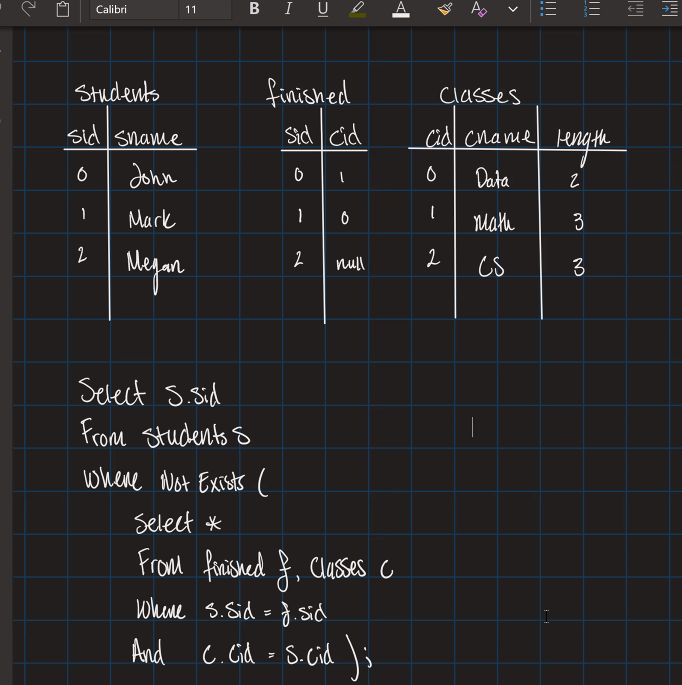 Calibri 11 B I U A A
Students finished Classes
sid sname sid cid cid cname length
0 John 0 1 0 Data 2
1 Mark 1 0 1 Math 3
2 Megan 2 null 2 CS 3
Select s.sid
From students s
Where Not Exists (
Select *
From finished f, classes c
Where s.sid = f.sid
And c.cid = s.cid );